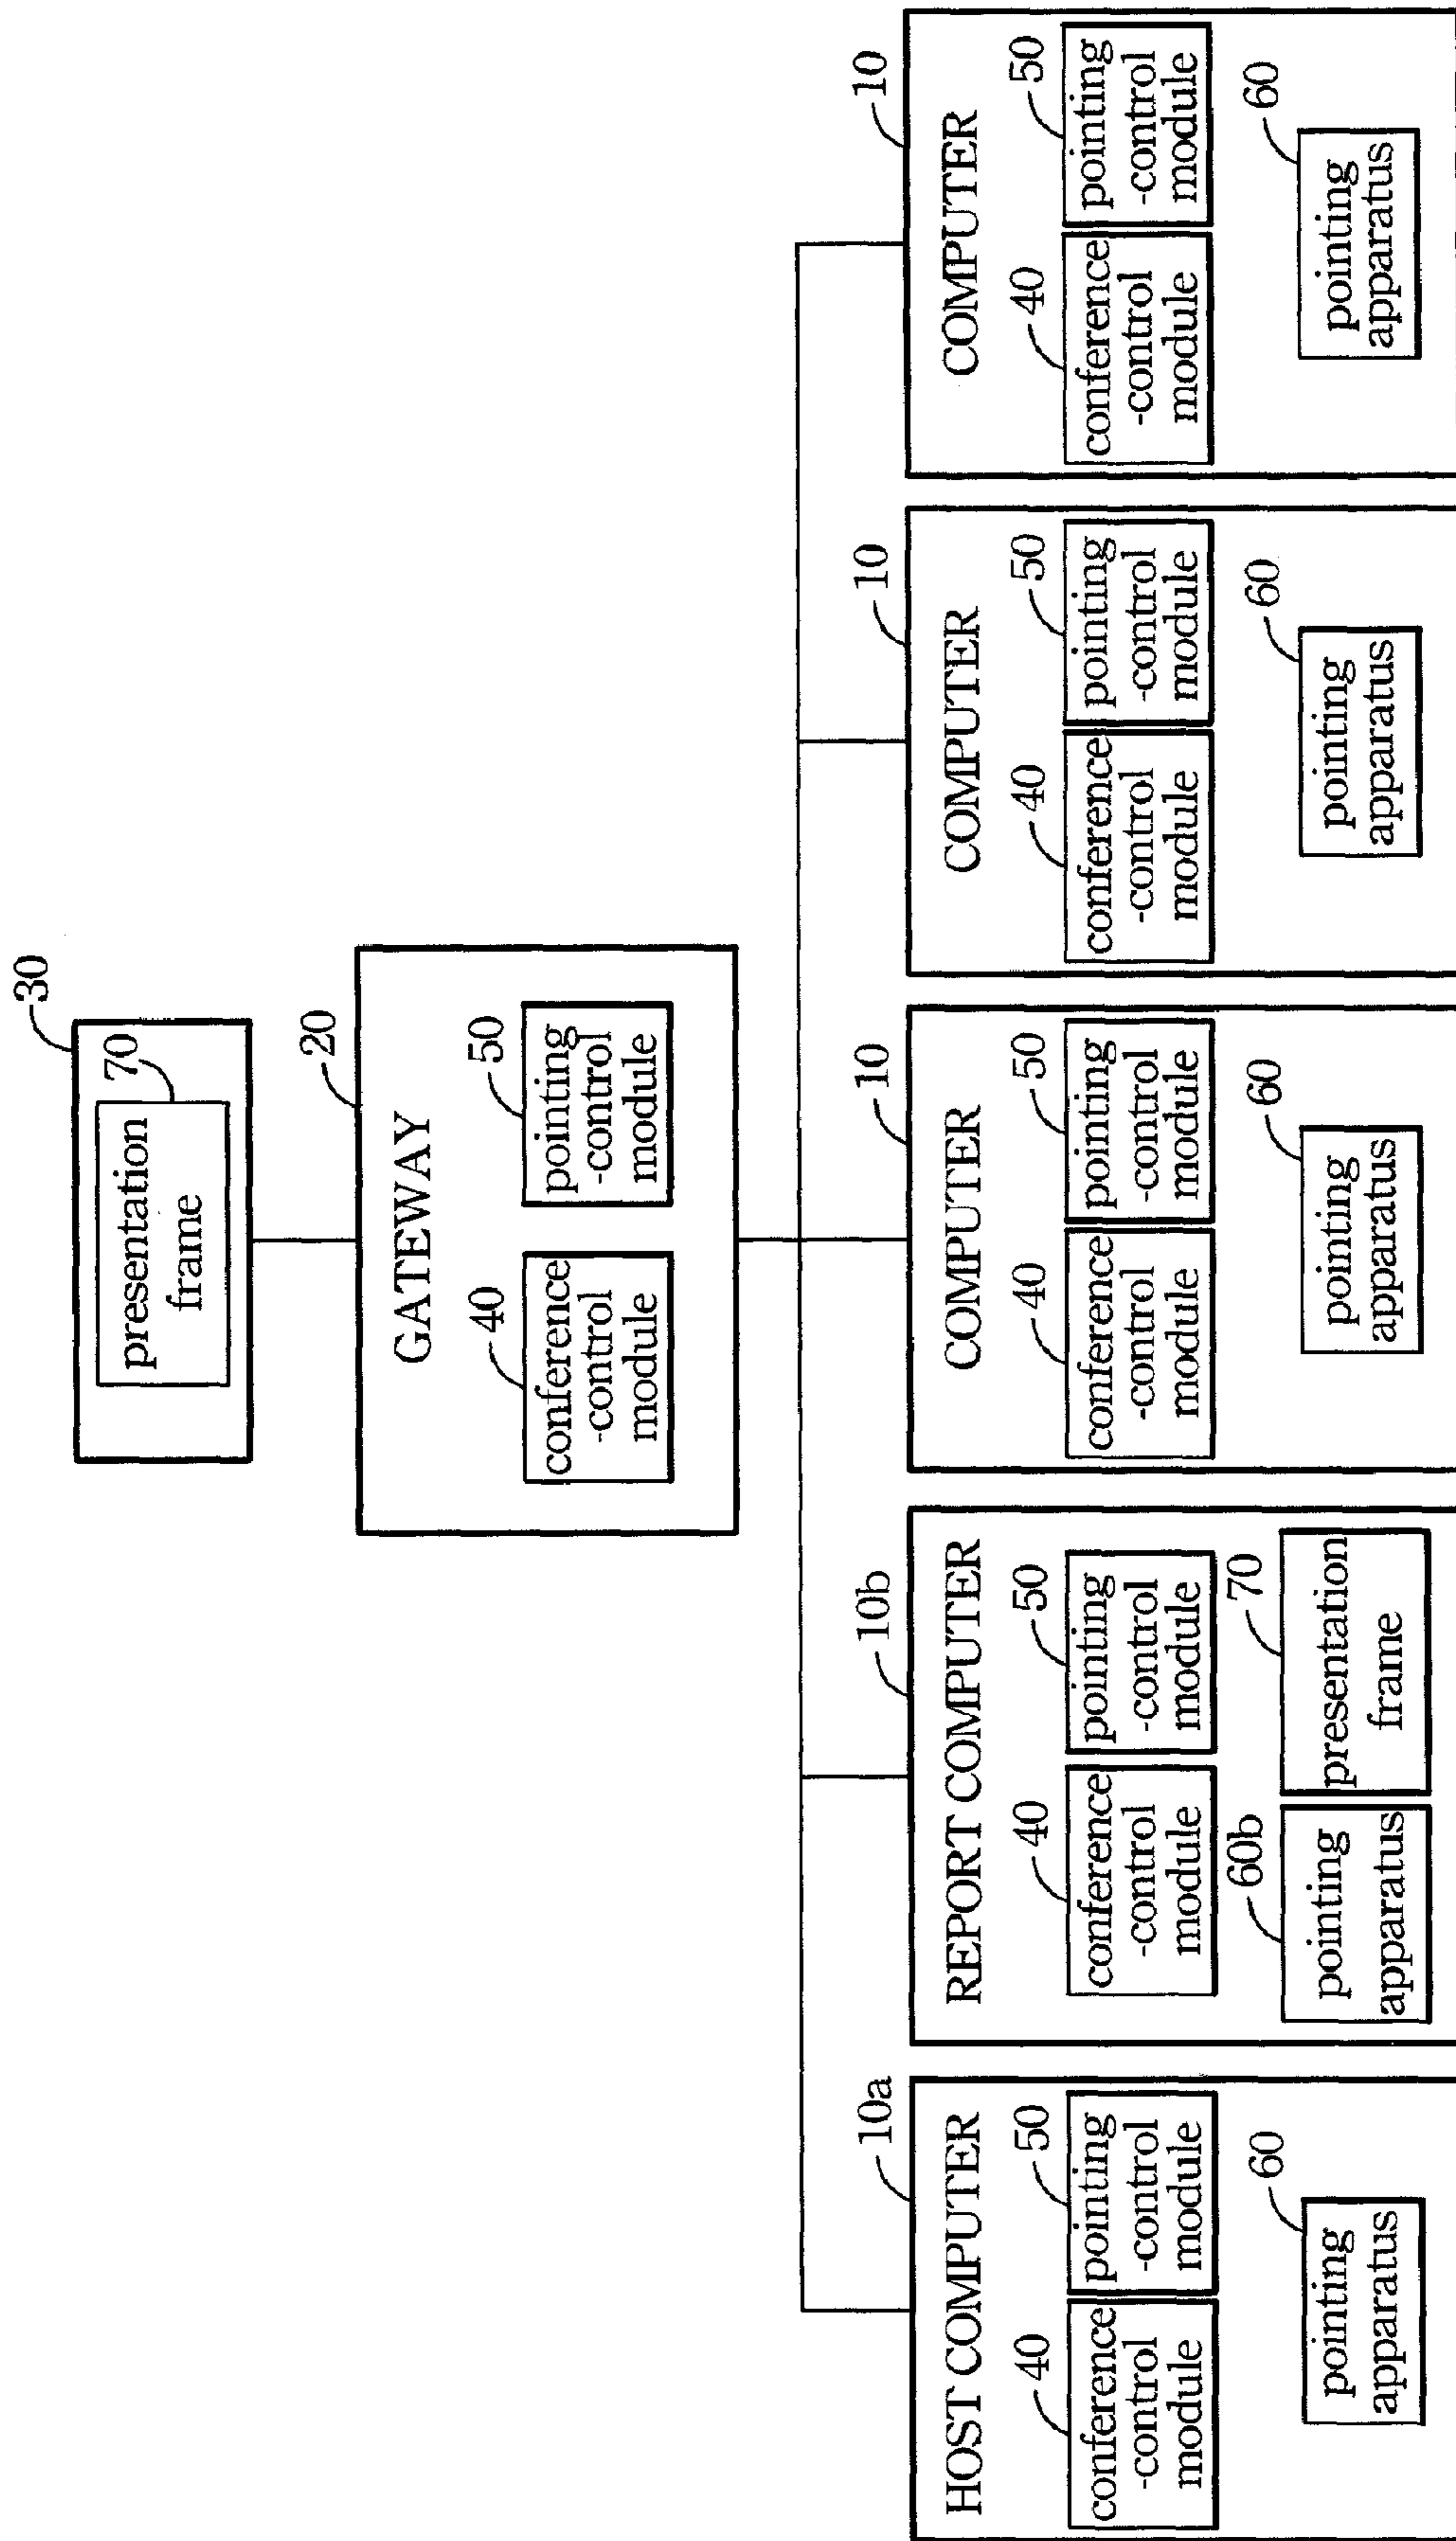 30
70
presentation
frame
20
GATEWAY
40
50
conference
-control
module
pointing
-control
module
10a
HOST COMPUTER
40
50
conference
-control
module
pointing
-control
module
60
pointing
apparatus
10b
REPORT COMPUTER
40
50
conference
-control
module
pointing
-control
module
60b
70
pointing
apparatus
presentation
frame
10
COMPUTER
40
50
conference
-control
module
pointing
-control
module
60
pointing
apparatus
10
COMPUTER
40
50
conference
-control
module
pointing
-control
module
60
pointing
apparatus
10
COMPUTER
40
50
conference
-control
module
pointing
-control
module
60
pointing
apparatus